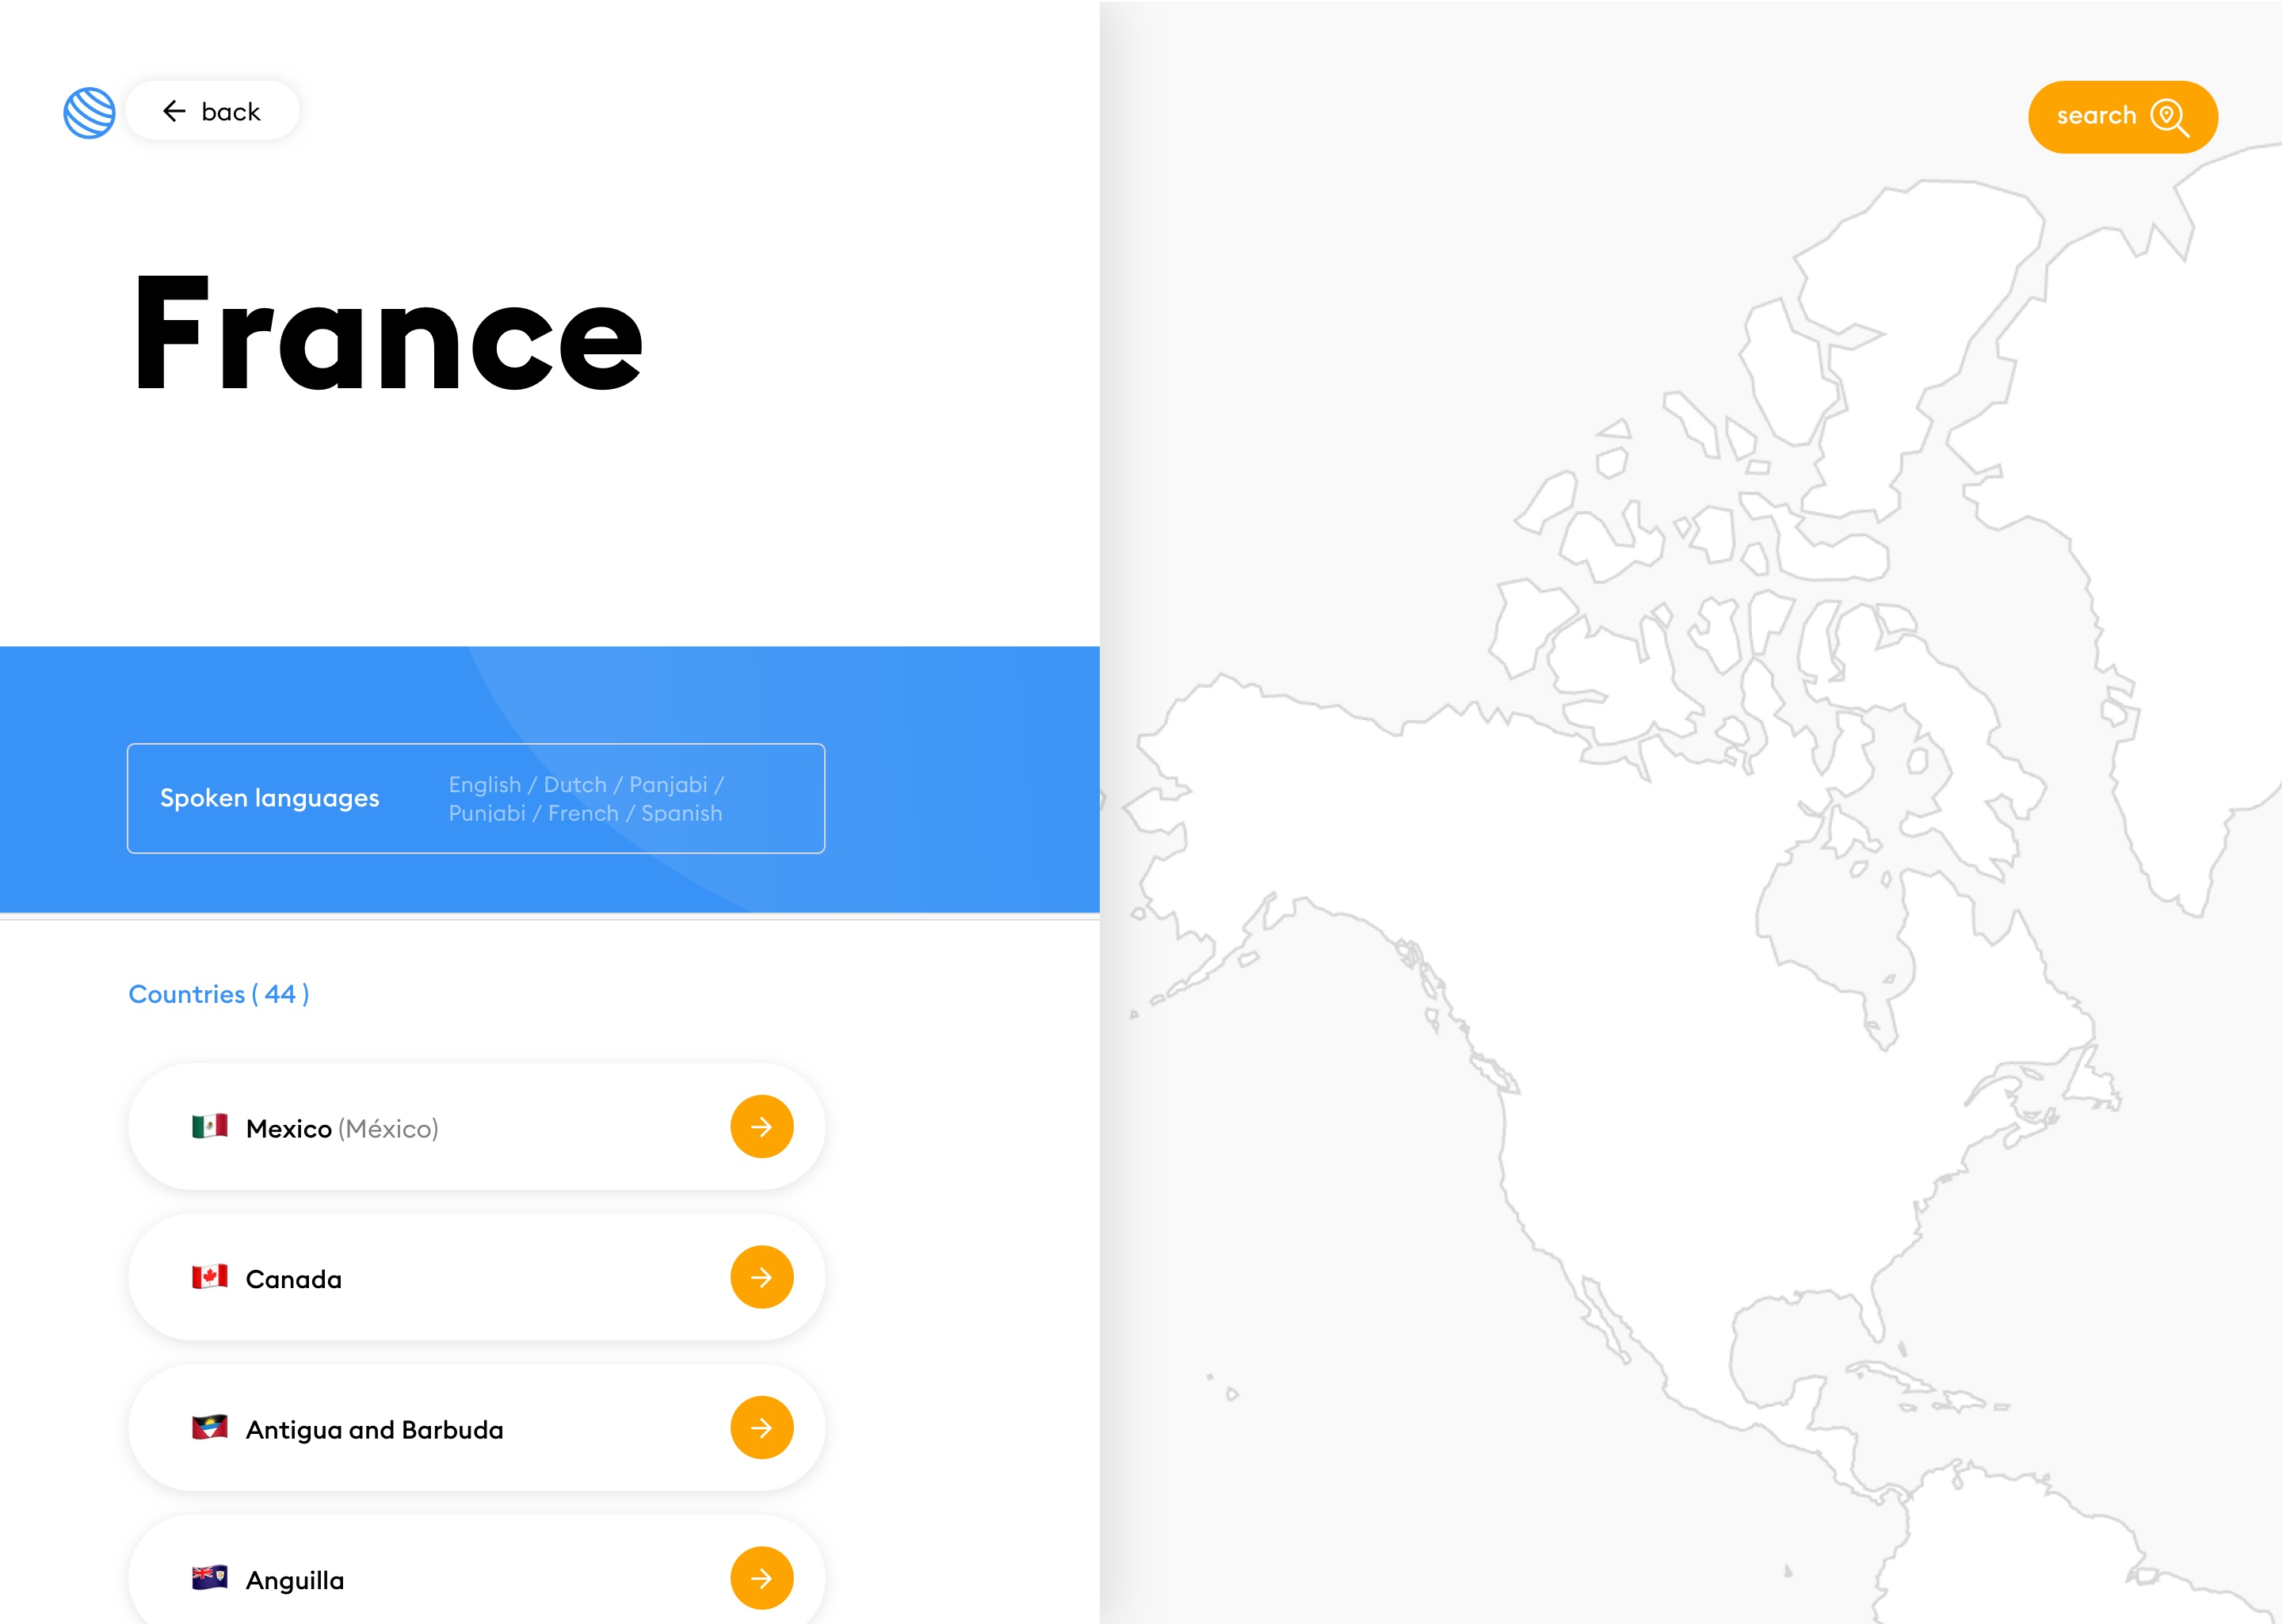 back
search
France
Spoken languages
English / Dutch / Panjabi /
Punjabi / French / Spanish
Countries ( 44 )
Mexico (México)
Canada
Antigua and Barbuda
Anguilla